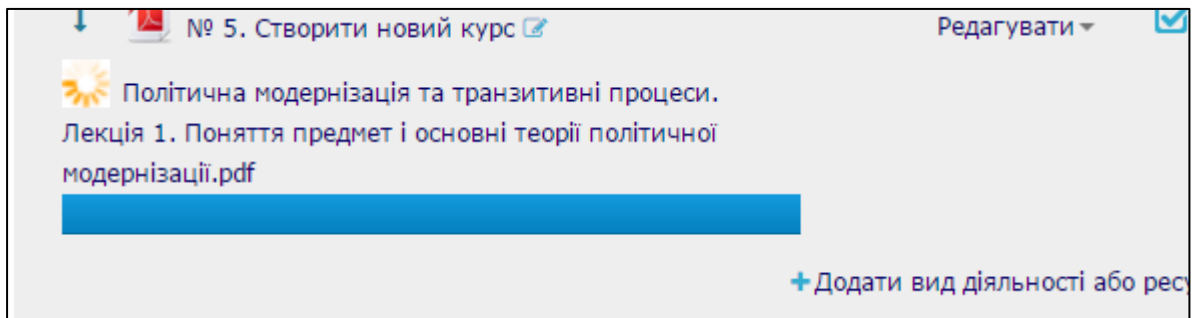 № 5. Створити новий курс
Редагувати
Політична модернізація та транзитивні процеси.
Лекція 1. Поняття предмет і основні теорії політичної
модернізації.pdf
Додати вид діяльності або рес